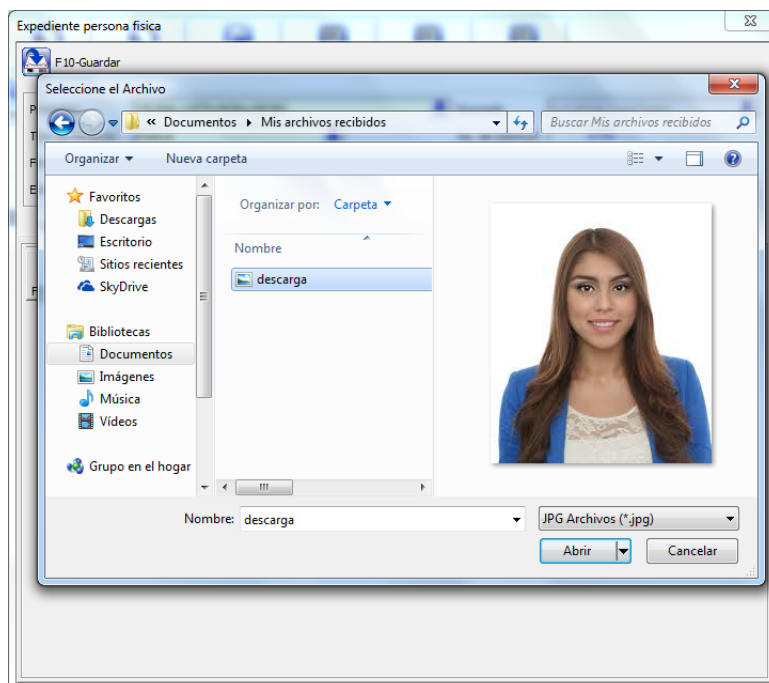 Expediente persona fisica
F10-Guardar
Seleccione el Archivo
« Documentos Mis archivos recibidos
Buscar Mis archivos recibidos
Organizar Nueva carpeta
Favoritos
Descargas
Escritorio
Sitios recientes
SkyDrive
Bibliotecas
Documentos
Imágenes
Música
Vídeos
Grupo en el hogar
Organizar por: Carpeta
Nombre
descarga
Nombre: descarga
JPG Archivos (*.jpg)
Abrir Cancelar